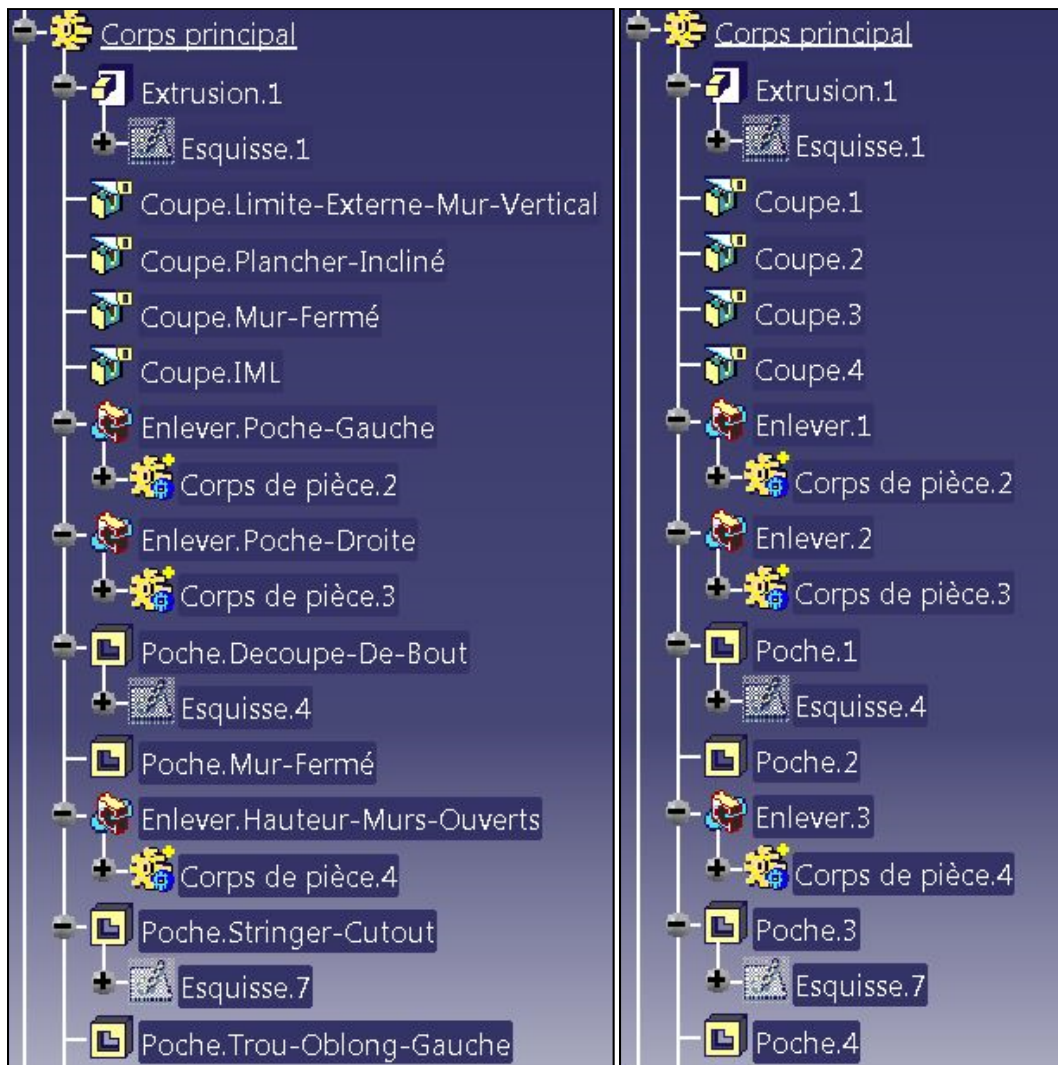 Corps principal
Extrusion.1
Esquisse.1
Coupe.Limite-Externe-Mur-Vertical
Coupe.Plancher-Incliné
Coupe.Mur-Fermé
Coupe.IML
Enlever.Poche-Gauche
Corps de pièce.2
Enlever.Poche-Droite
Corps de pièce.3
Poche.Decoupe-De-Bout
Esquisse.4
Poche.Mur-Fermé
Enlever.Hauteur-Murs-Ouverts
Corps de pièce.4
Poche.Stringer-Cutout
Esquisse.7
Poche.Trou-Oblong-Gauche
Corps principal
Extrusion.1
Esquisse.1
Coupe.1
Coupe.2
Coupe.3
Coupe.4
Enlever.1
Corps de pièce.2
Enlever.2
Corps de pièce.3
Poche.1
Esquisse.4
Poche.2
Enlever.3
Corps de pièce.4
Poche.3
Esquisse.7
Poche.4